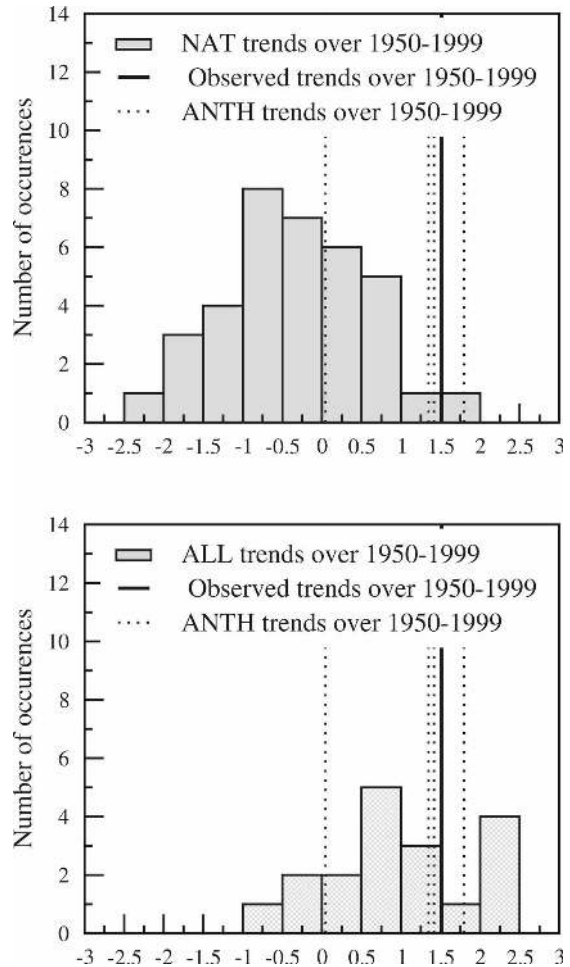 14
NAT trends over 1950-1999
12
Observed trends over 1950-1999
ANTH trends over 1950-1999
10
8
6
4
2
0
Number of occurences
-3 -2.5 -2 -1.5 -1 -0.5 0 0.5 1 1.5 2 2.5 3
14
ALL trends over 1950-1999
12
Observed trends over 1950-1999
ANTH trends over 1950-1999
10
8
6
4
2
0
Number of occurences
-3 -2.5 -2 -1.5 -1 -0.5 0 0.5 1 1.5 2 2.5 3